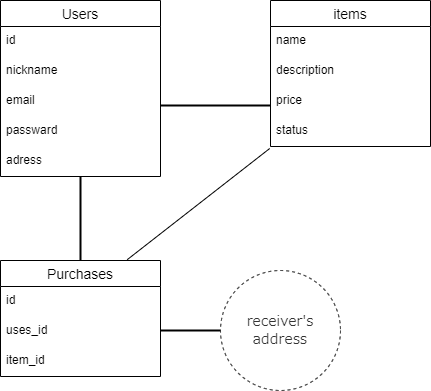 Users
id
nickname
email
passward
adress
items
name
description
price
status
Purchases
id
uses_id
item_id
receiver's
address